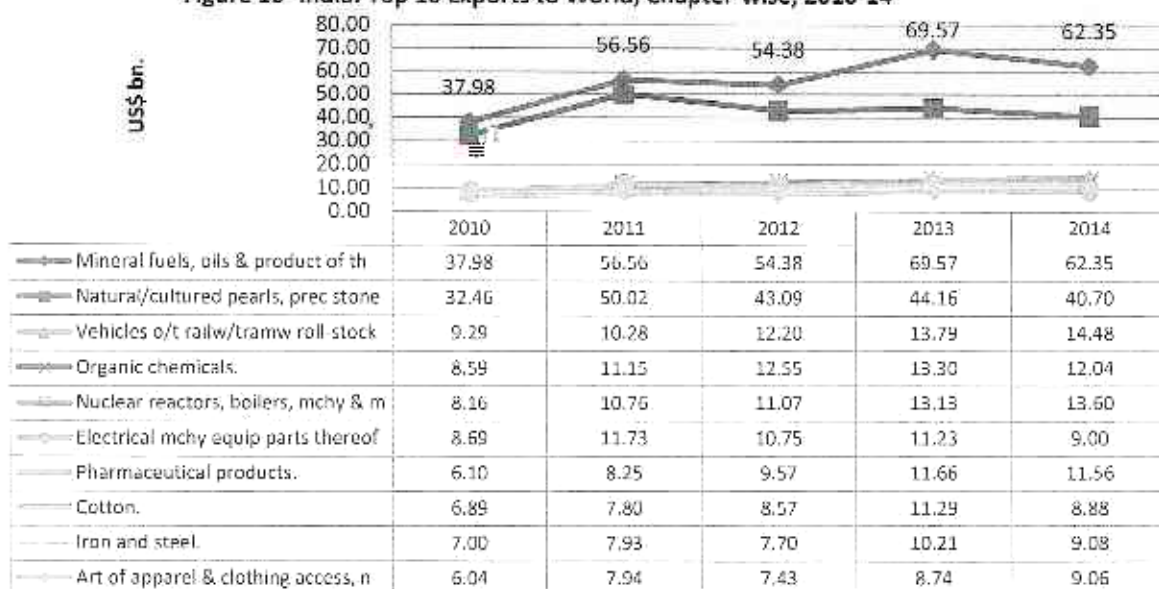 Figure 10- India: Top 10 Exports to World, Chapter-wise, 2010-14
US$ bn.
80.00
70.00
60.00
50.00
40.00
30.00
20.00
10.00
0.00
37.98
56.56
54.38
69.57
62.35
2010 2011 2012 2013 2014
Mineral fuels, oils & product of th 37.98 56.56 54.38 69.57 62.35
Natural/cultured pearls, prec stone 32.46 50.02 43.09 44.16 40.70
Vehicles o/t railw/tramw roll-stock 9.29 10.28 12.20 13.79 14.48
Organic chemicals. 8.59 11.15 12.55 13.30 12.04
Nuclear reactors, boilers, mchy & m 8.16 10.76 11.07 13.13 13.60
Electrical mchy equip parts thereof 8.69 11.73 10.75 11.23 9.00
Pharmaceutical products. 6.10 8.25 9.57 11.66 11.56
Cotton. 6.89 7.80 8.57 11.29 8.88
Iron and steel. 7.00 7.93 7.70 10.21 9.08
Art of apparel & clothing access, n 6.04 7.94 7.43 8.74 9.06